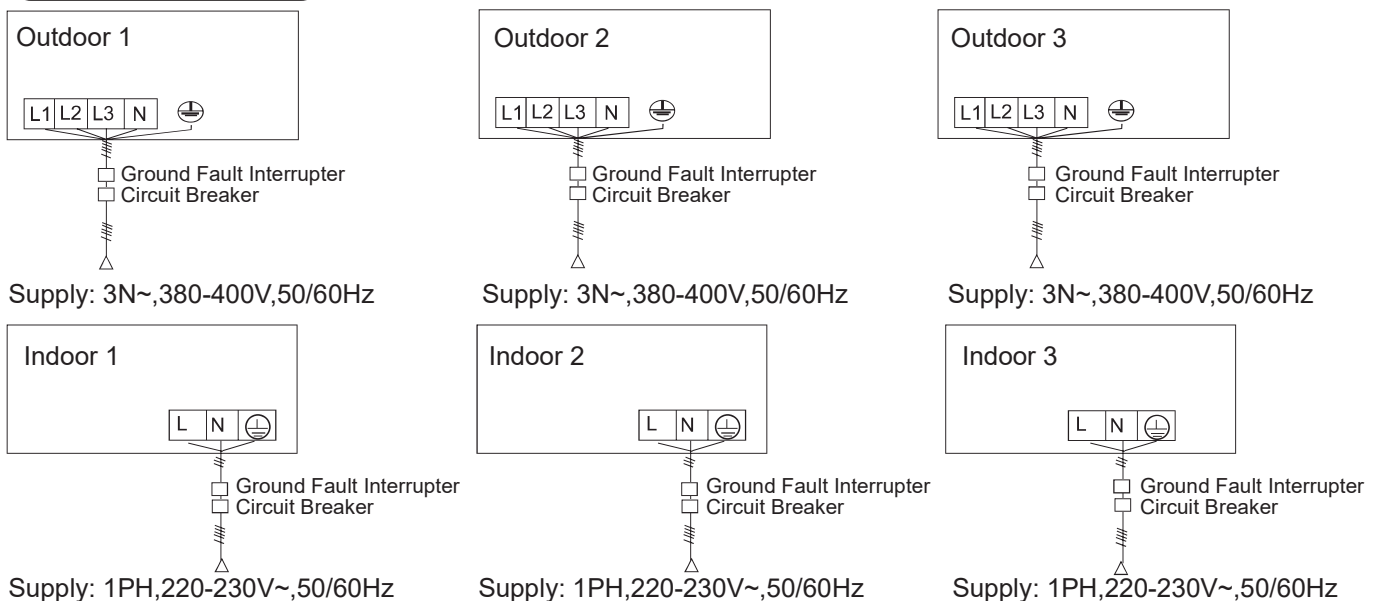 Outdoor 1
L1 L2 L3 N
Ground Fault Interrupter
Circuit Breaker
Supply: 3N~,380-400V,50/60Hz
Outdoor 2
L1 L2 L3 N
Ground Fault Interrupter
Circuit Breaker
Supply: 3N~,380-400V,50/60Hz
Outdoor 3
L1 L2 L3 N
Ground Fault Interrupter
Circuit Breaker
Supply: 3N~,380-400V,50/60Hz
Indoor 1
L N
Ground Fault Interrupter
Circuit Breaker
Supply: 1PH,220-230V~,50/60Hz
Indoor 2
L N
Ground Fault Interrupter
Circuit Breaker
Supply: 1PH,220-230V~,50/60Hz
Indoor 3
L N
Ground Fault Interrupter
Circuit Breaker
Supply: 1PH,220-230V~,50/60Hz